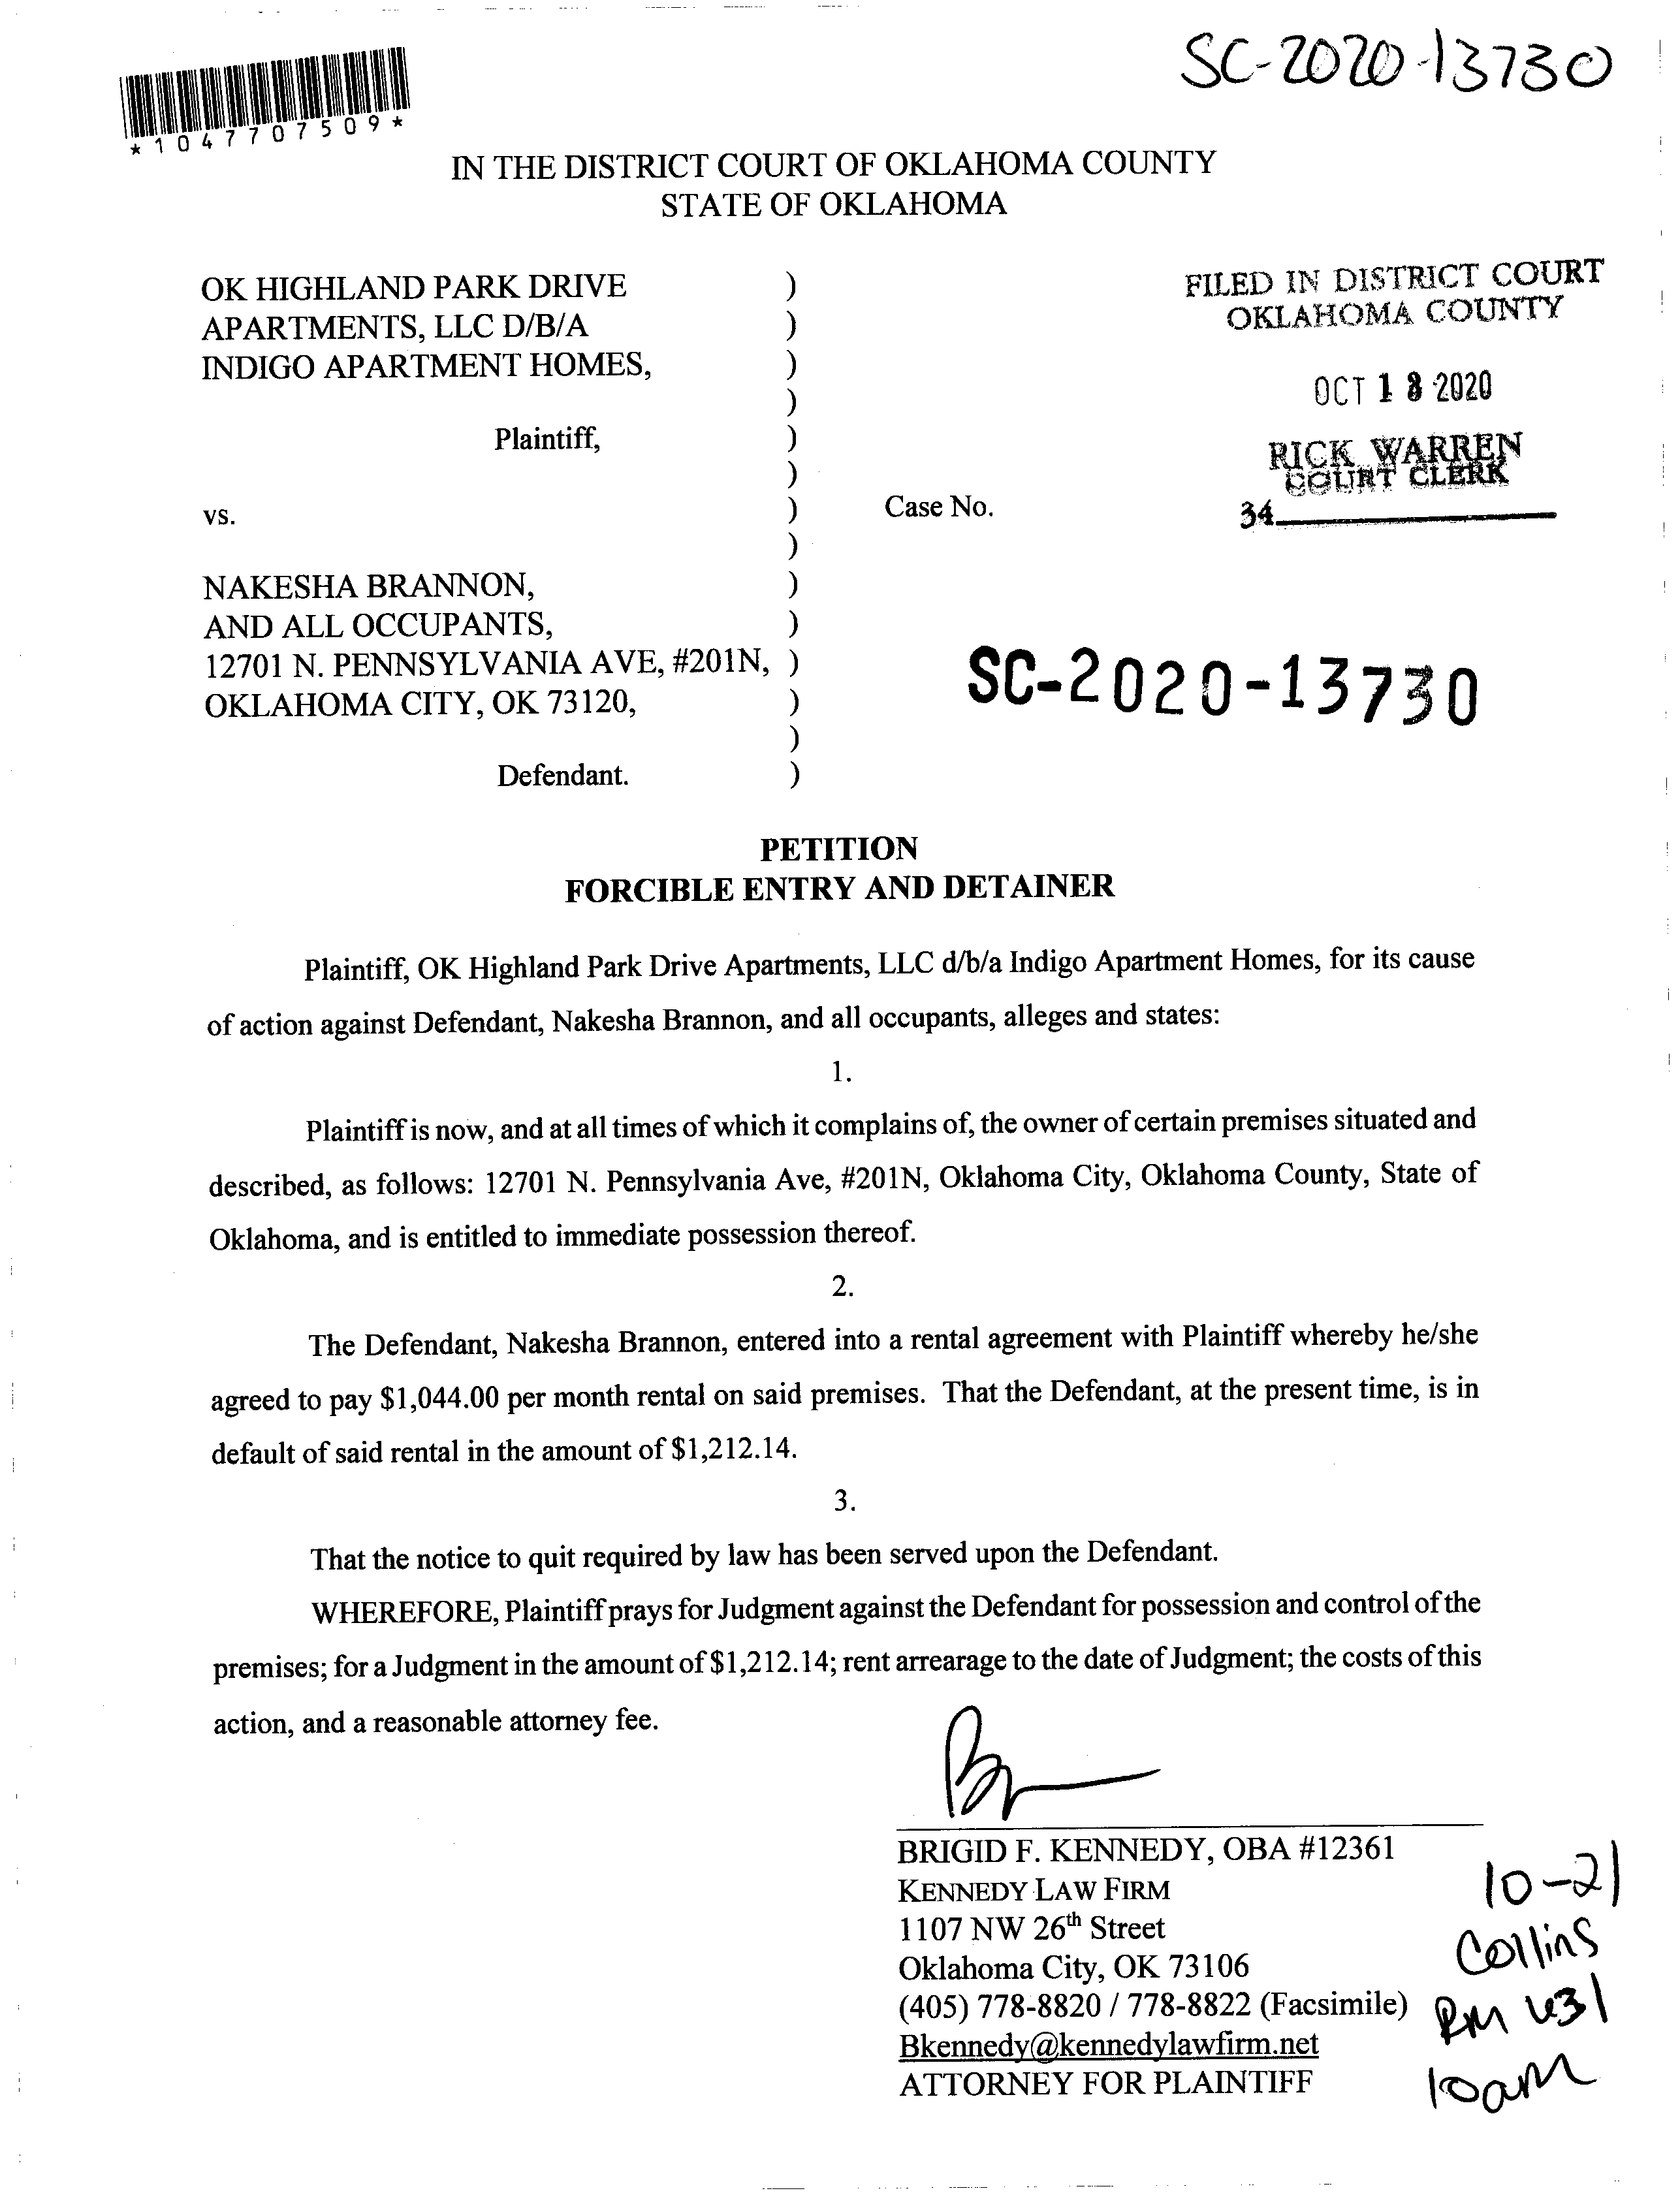 SC-2020-13730
*1047707509*
IN THE DISTRICT COURT OF OKLAHOMA COUNTY
STATE OF OKLAHOMA
OK HIGHLAND PARK DRIVE )
APARTMENTS, LLC D/B/A )
INDIGO APARTMENT HOMES, )
)
Plaintiff, )
)
vs. ) Case No.
)
NAKESHA BRANNON, )
AND ALL OCCUPANTS, )
12701 N. PENNSYLVANIA AVE, #201N, )
OKLAHOMA CITY, OK 73120, )
)
Defendant. )
FILED IN DISTRICT COURT
OKLAHOMA COUNTY
OCT 2020
RICK WARREN
COURT CLERK
34
SC-2020-13730
PETITION
FORCIBLE ENTRY AND DETAINER
Plaintiff, OK Highland Park Drive Apartments, LLC d/b/a Indigo Apartment Homes, for its cause
of action against Defendant, Nakesha Brannon, and all occupants, alleges and states:
1.
Plaintiff is now, and at all times of which it complains of, the owner of certain premises situated and
described, as follows: 12701 N. Pennsylvania Ave, #201N, Oklahoma City, Oklahoma County, State of
Oklahoma, and is entitled to immediate possession thereof.
2.
The Defendant, Nakesha Brannon, entered into a rental agreement with Plaintiff whereby he/she
agreed to pay $1,044.00 per month rental on said premises. That the Defendant, at the present time, is in
default of said rental in the amount of $1,212.14.
3.
That the notice to quit required by law has been served upon the Defendant.
WHEREFORE, Plaintiff prays for Judgment against the Defendant for possession and control of the
premises; for a Judgment in the amount of $1,212.14; rent arrearage to the date of Judgment; the costs of this
action, and a reasonable attorney fee.
BRIGID F. KENNEDY, OBA #12361
KENNEDY LAW FIRM
1107 NW 26th Street
Oklahoma City, OK 73106
(405) 778-8820 / 778-8822 (Facsimile)
Bkennedy@kennedylawfirm.net
ATTORNEY FOR PLAINTIFF
10-21
Collins
RM 431
10am